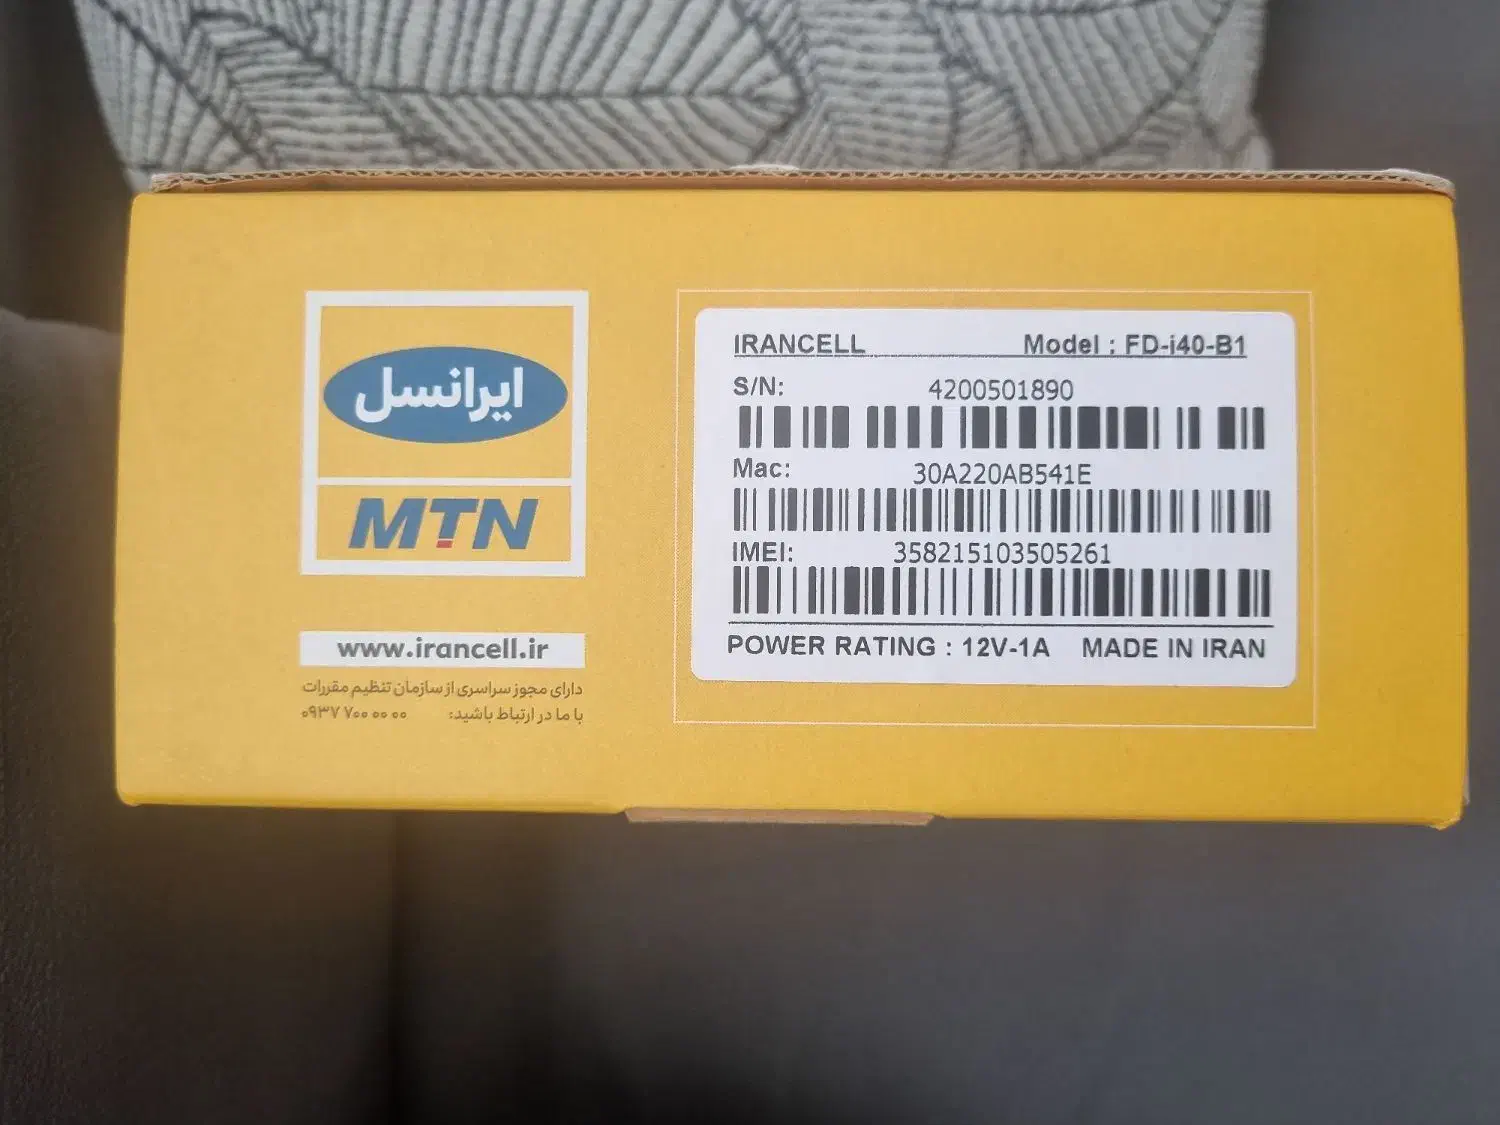 ایرانسل
MTN
www.irancell.ir
دارای مجوز سراسری از سازمان تنظیم مقررات
با ما در ارتباط باشید: ۰۹۳۷ ۷۰۰ ۰۰ ۰۰
IRANCELL Model : FD-i40-B1
S/N: 4200501890
Mac: 30A220AB541E
IMEI: 358215103505261
POWER RATING : 12V-1A MADE IN IRAN